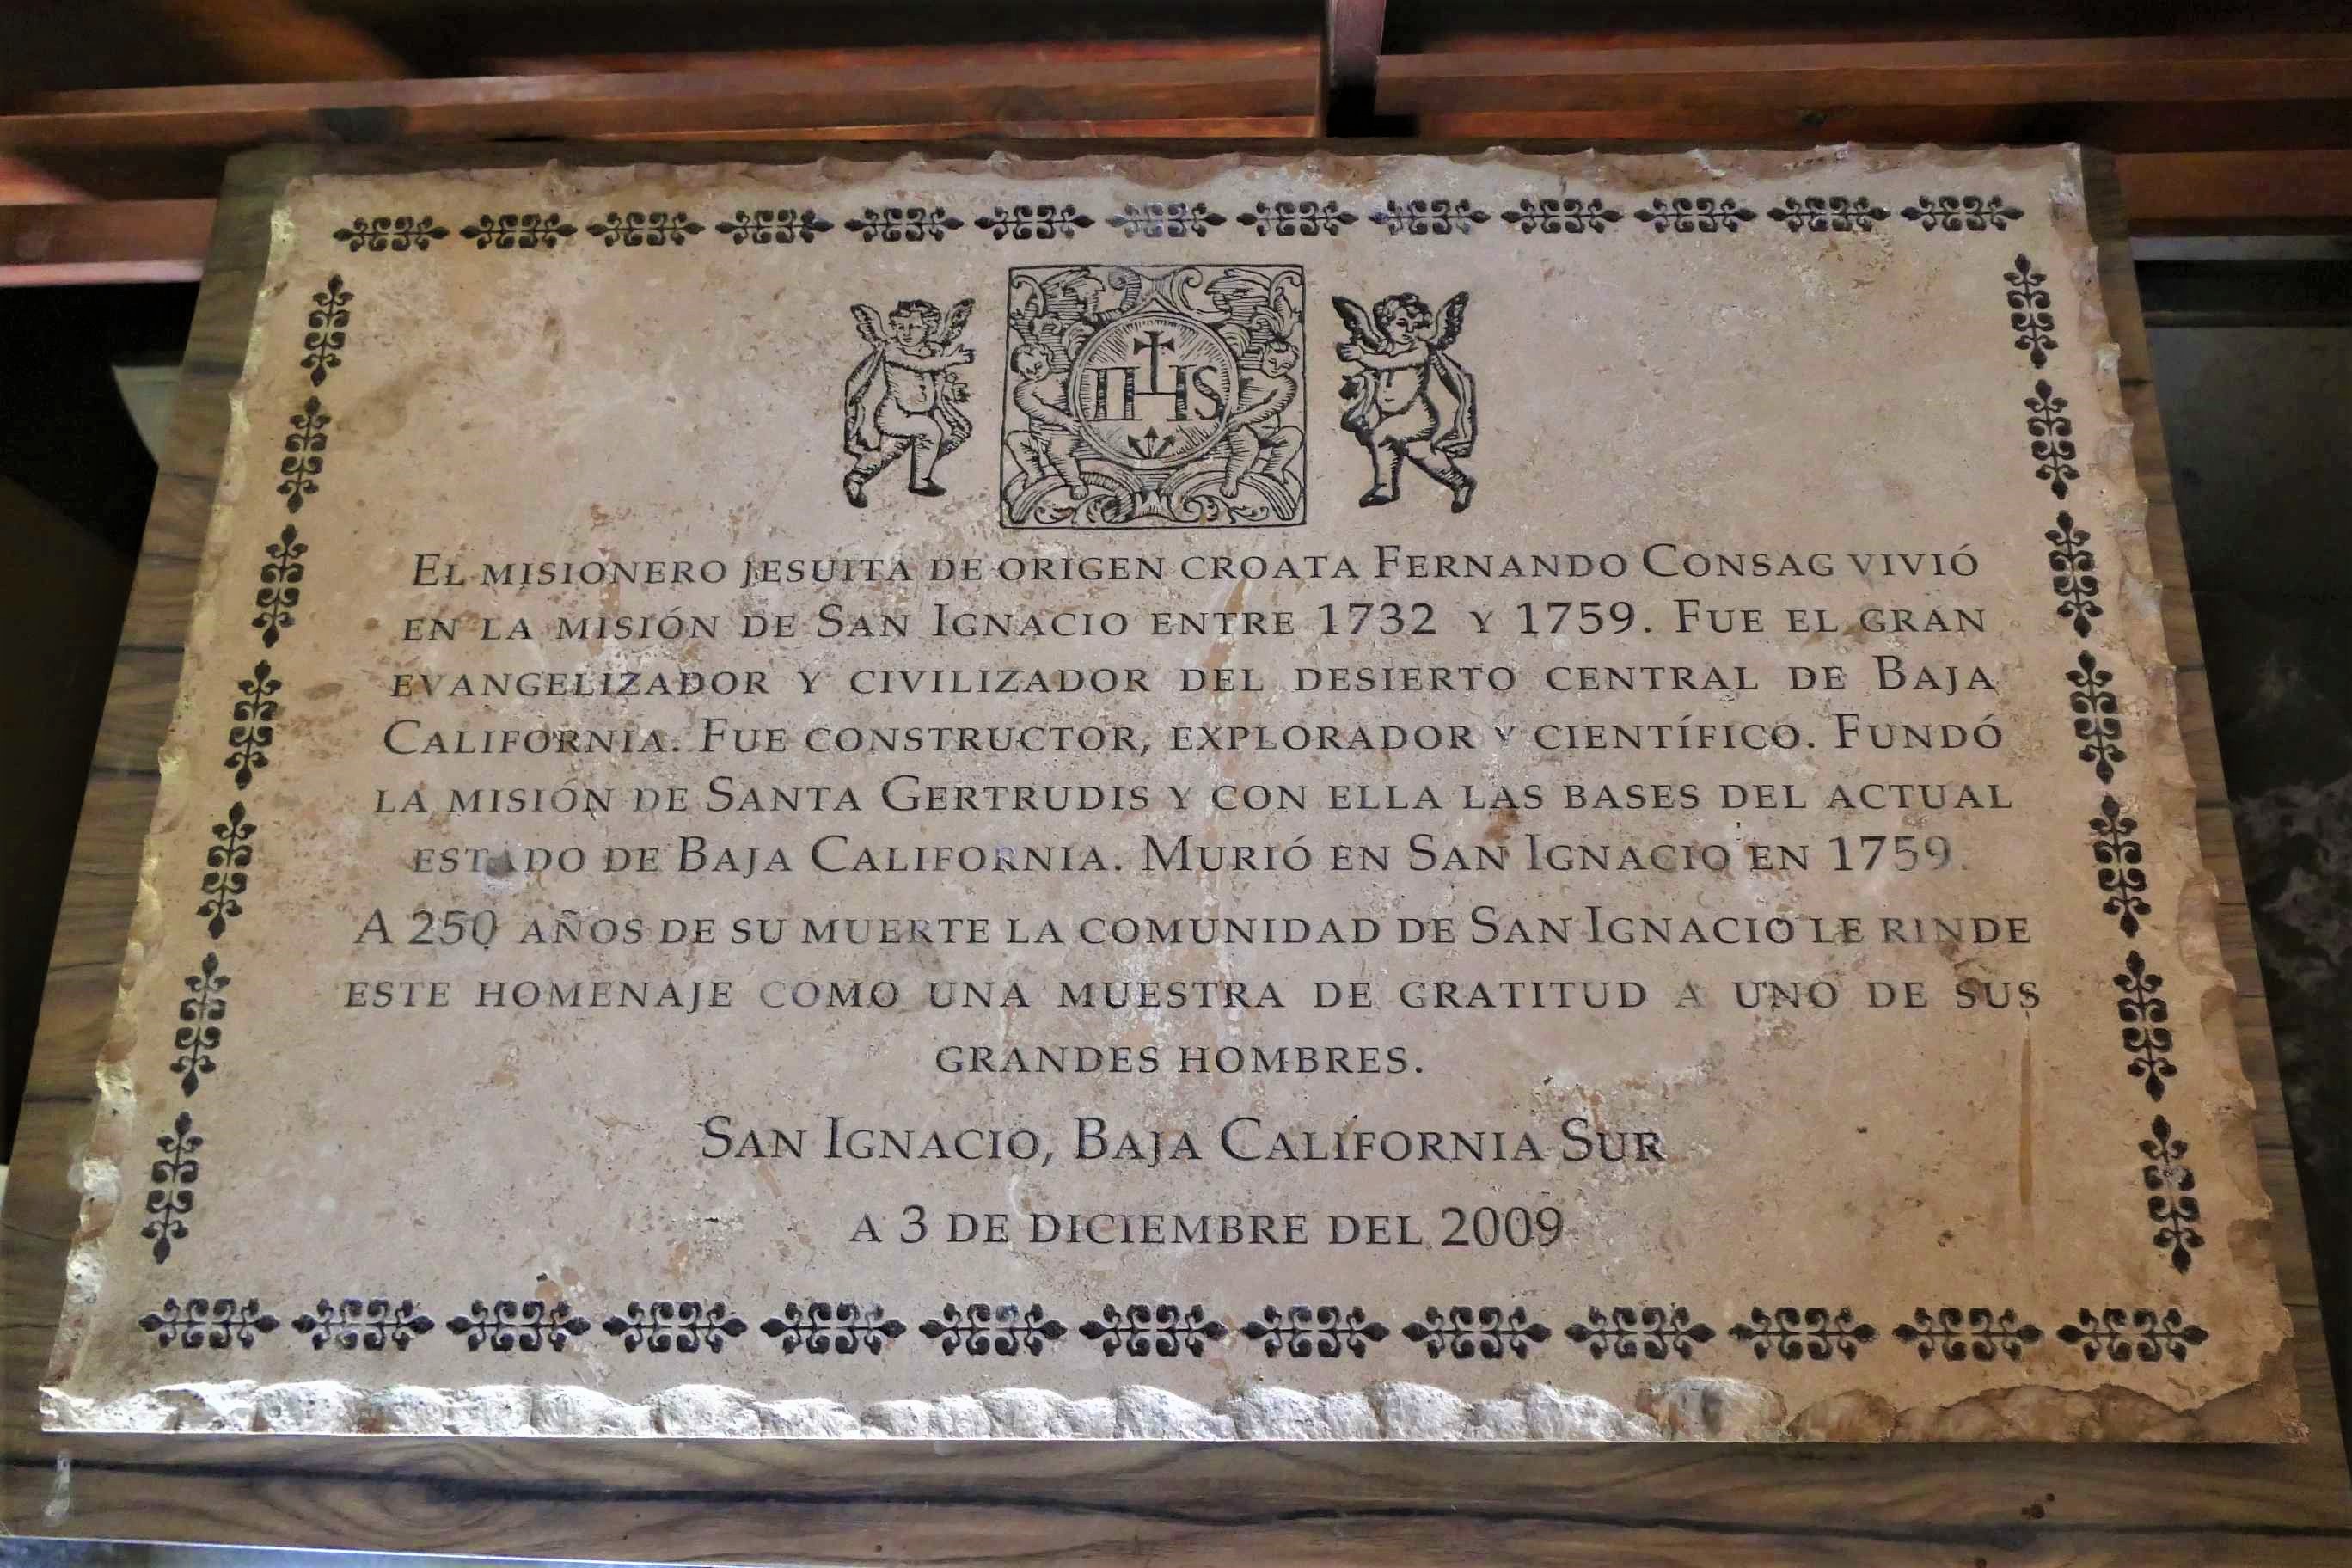 IHS
El misionero jesuita de origen croata Fernando Consag vivió
en la misión de San Ignacio entre 1732 y 1759. Fue el gran
evangelizador y civilizador del desierto central de Baja
California. Fue constructor, explorador y científico. Fundó
la misión de Santa Gertrudis y con ella las bases del actual
estado de Baja California. Murió en San Ignacio en 1759.
A 250 años de su muerte la comunidad de San Ignacio le rinde
este homenaje como una muestra de gratitud a uno de sus
grandes hombres.
San Ignacio, Baja California Sur
a 3 de diciembre del 2009